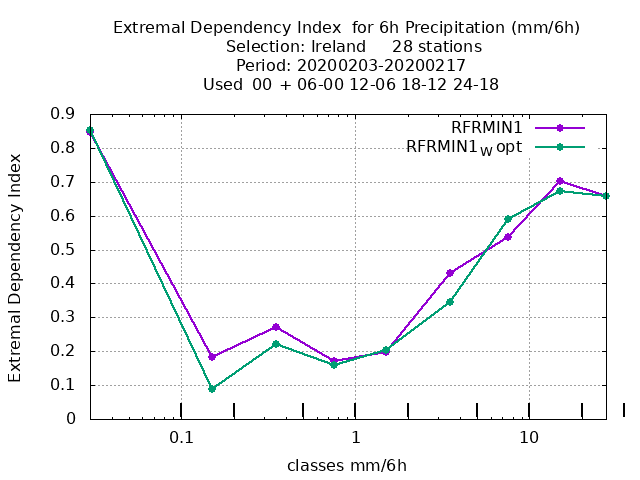 Extremal Dependency Index  for 6h Precipitation (mm/6h)
Selection: Ireland     28 stations
Period: 20200203-20200217
Used  00  + 06-00 12-06 18-12 24-18
RFRMIN1
RFRMIN1W opt
Extremal Dependency Index
0.9
0.8
0.7
0.6
0.5
0.4
0.3
0.2
0.1
0
0.1 1 10
classes mm/6h